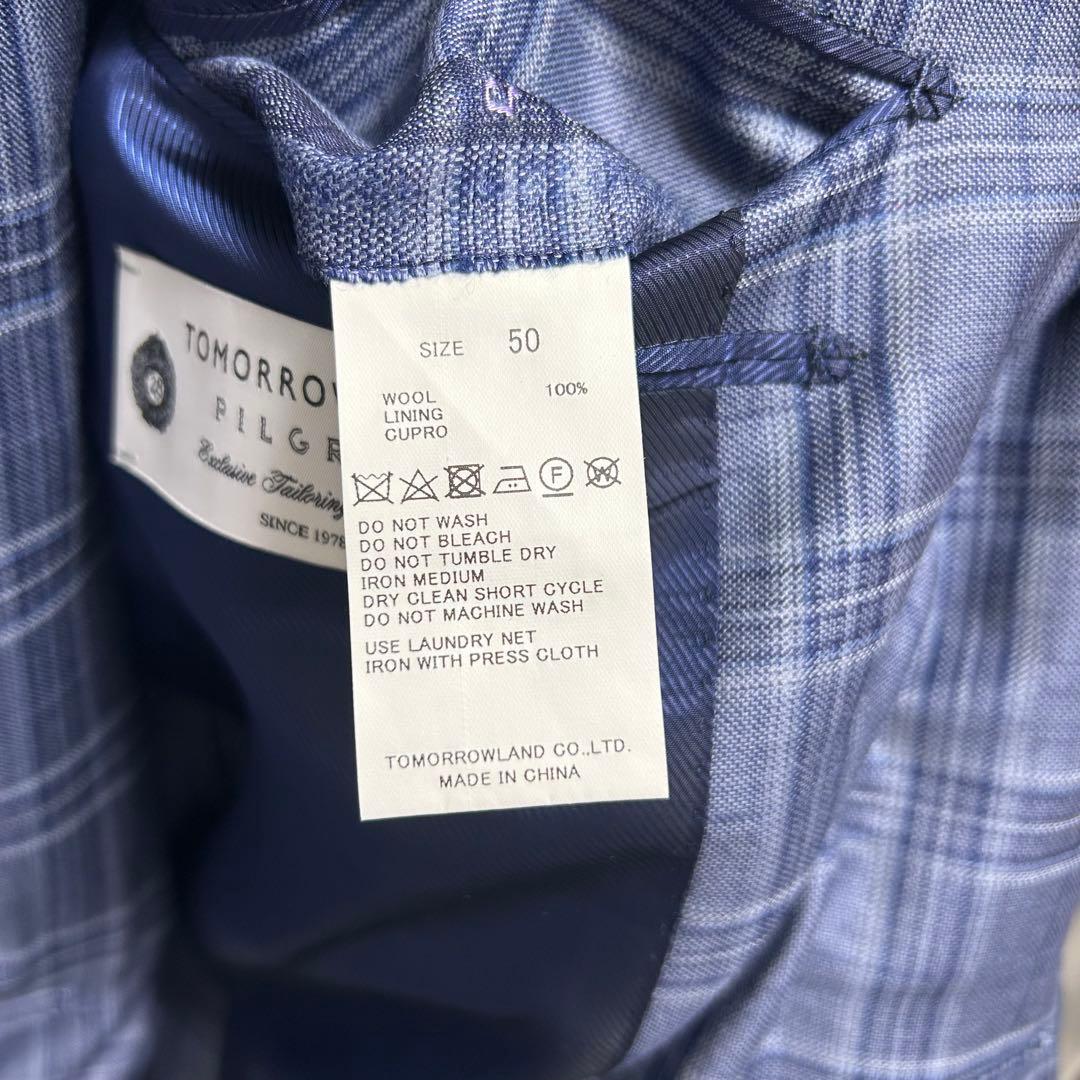 TOMORROW
PILGR
Exclusive Tailoring
SINCE 1978
28
SIZE 50
WOOL 100%
LINING
CUPRO
F
W
DO NOT WASH
DO NOT BLEACH
DO NOT TUMBLE DRY
IRON MEDIUM
DRY CLEAN SHORT CYCLE
DO NOT MACHINE WASH
USE LAUNDRY NET
IRON WITH PRESS CLOTH
TOMORROWLAND CO.,LTD.
MADE IN CHINA